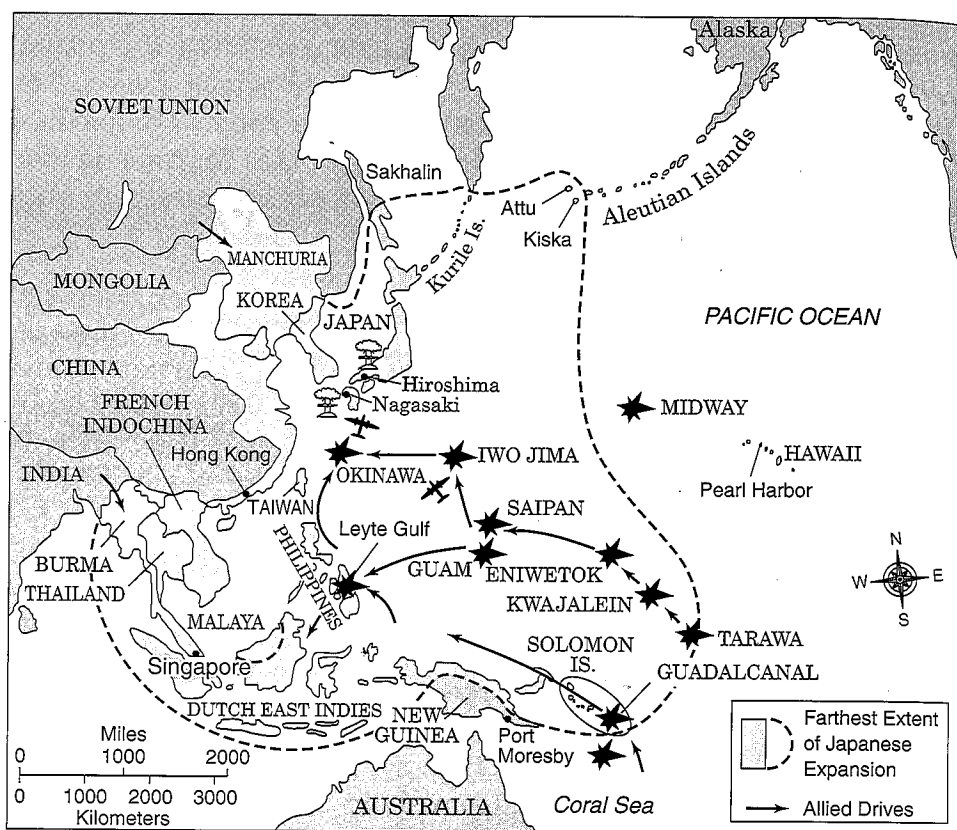 Alaska
SOVIET UNION
Sakhalin
Aleutian Islands
Attu
Kiska
Kurile Is.
MANCHURIA
MONGOLIA
KOREA
JAPAN
PACIFIC OCEAN
CHINA
Hiroshima
Nagasaki
FRENCH
INDOCHINA
MIDWAY
Hong Kong
INDIA
OKINAWA
IWO JIMA
HAWAII
TAIWAN
Pearl Harbor
SAIPAN
Leyte Gulf
PHILIPPINES
BURMA
GUAM
ENIWETOK
THAILAND
KWAJALEIN
N
W
E
S
MALAYA
TARAWA
Singapore
SOLOMON
IS.
GUADALCANAL
DUTCH EAST INDIES
NEW
GUINEA
Port
Moresby
Miles
0 1000 2000
0 1000 2000 3000
Kilometers
AUSTRALIA
Coral Sea
Farthest Extent
of Japanese
Expansion
Allied Drives